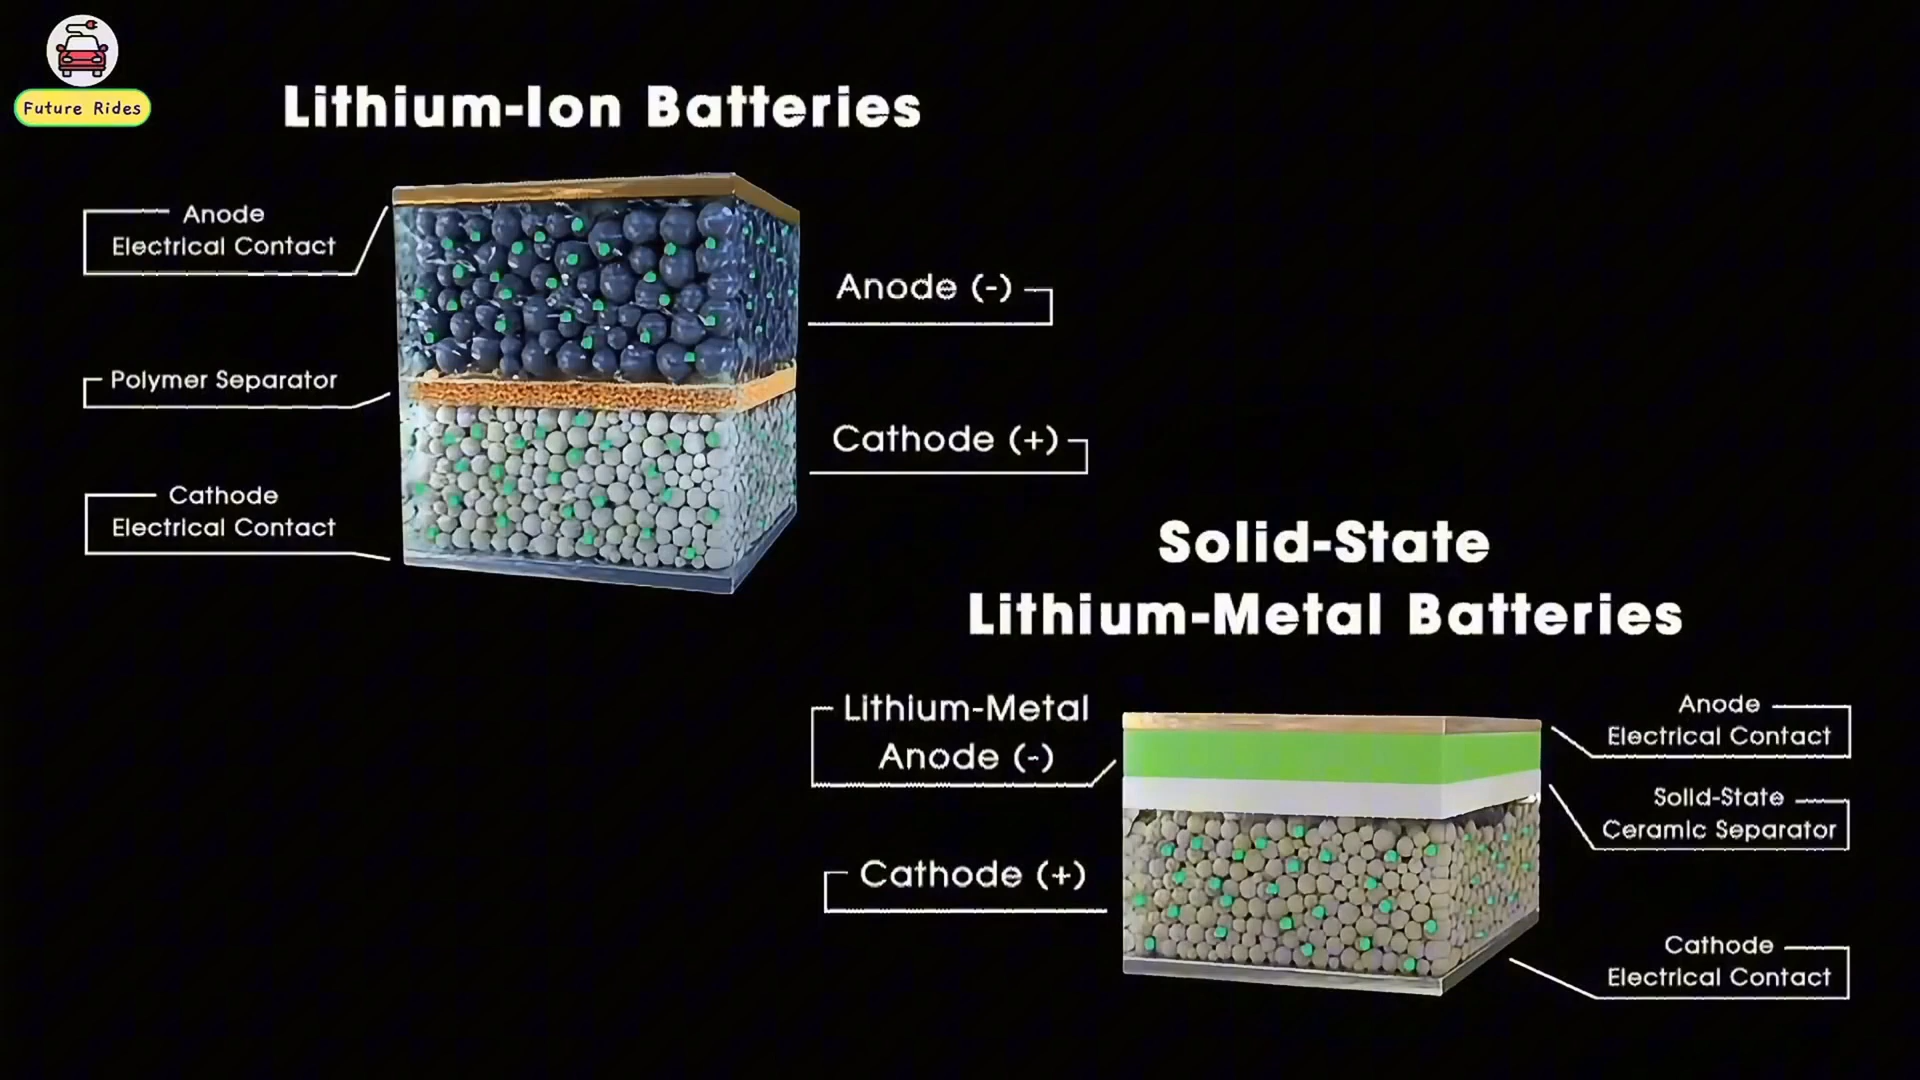 Future Rides
Lithium-Ion Batteries
Anode
Electrical Contact
Anode (-)
Polymer Separator
Cathode (+)
Cathode
Electrical Contact
Solid-State
Lithium-Metal Batteries
Lithium-Metal
Anode (-)
Anode
Electrical Contact
Solid-State
Ceramic Separator
Cathode (+)
Cathode
Electrical Contact